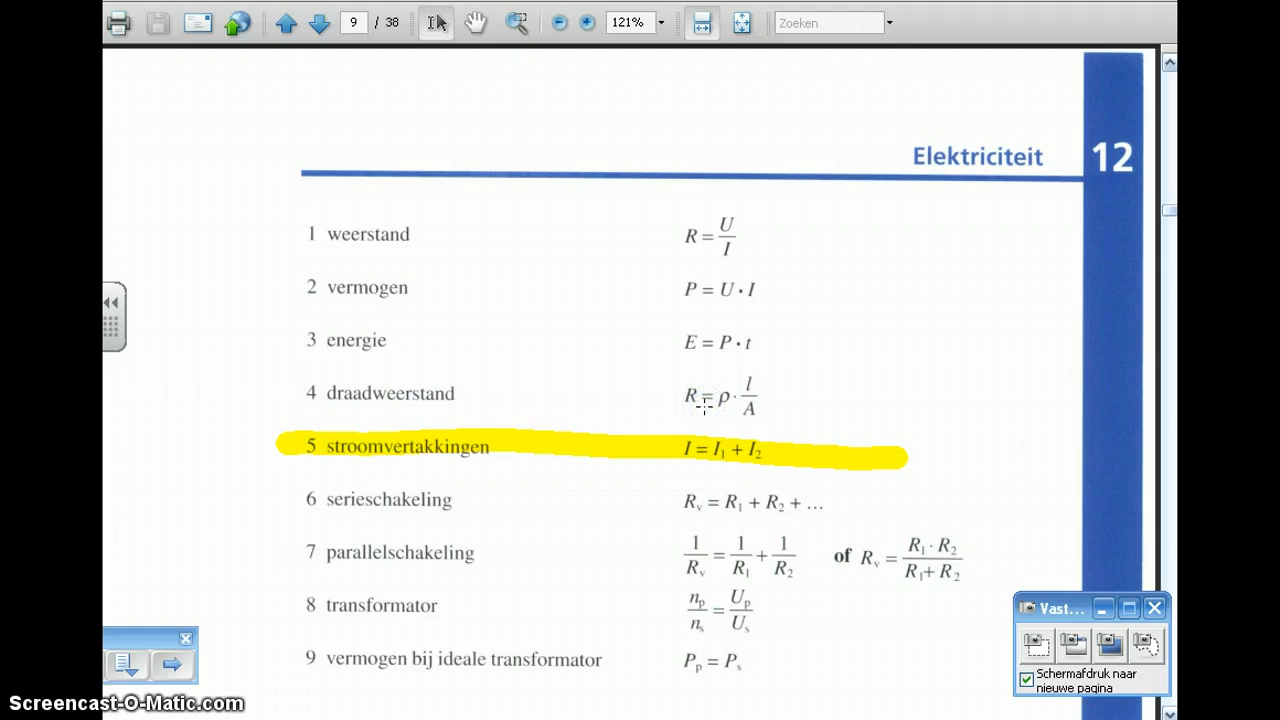 9 / 38 121% Zoeken
Elektriciteit 12
1 weerstand R = U/I
2 vermogen P = U · I
3 energie E = P · t
4 draadweerstand R = ρ · l/A
5 stroomvertakkingen I = I₁ + I₂
6 serieschakeling Rᵥ = R₁ + R₂ + ...
7 parallelschakeling 1/Rᵥ = 1/R₁ + 1/R₂ of Rᵥ = R₁ · R₂ / R₁ + R₂
8 transformator nₚ/nₛ = Uₚ/Uₛ
9 vermogen bij ideale transformator Pₚ = Pₛ
Vast...
Schermafdruk naar
nieuwe pagina
Screencast-O-Matic.com